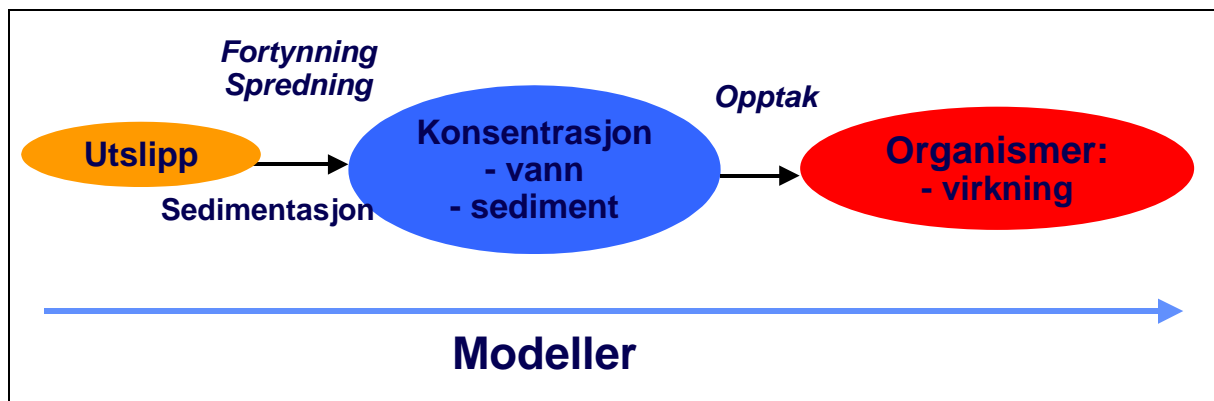 Fortynning
Spredning
Utslipp
Sedimentasjon
Konsentrasjon
- vann
- sediment
Opptak
Organismer:
- virkning
Modeller